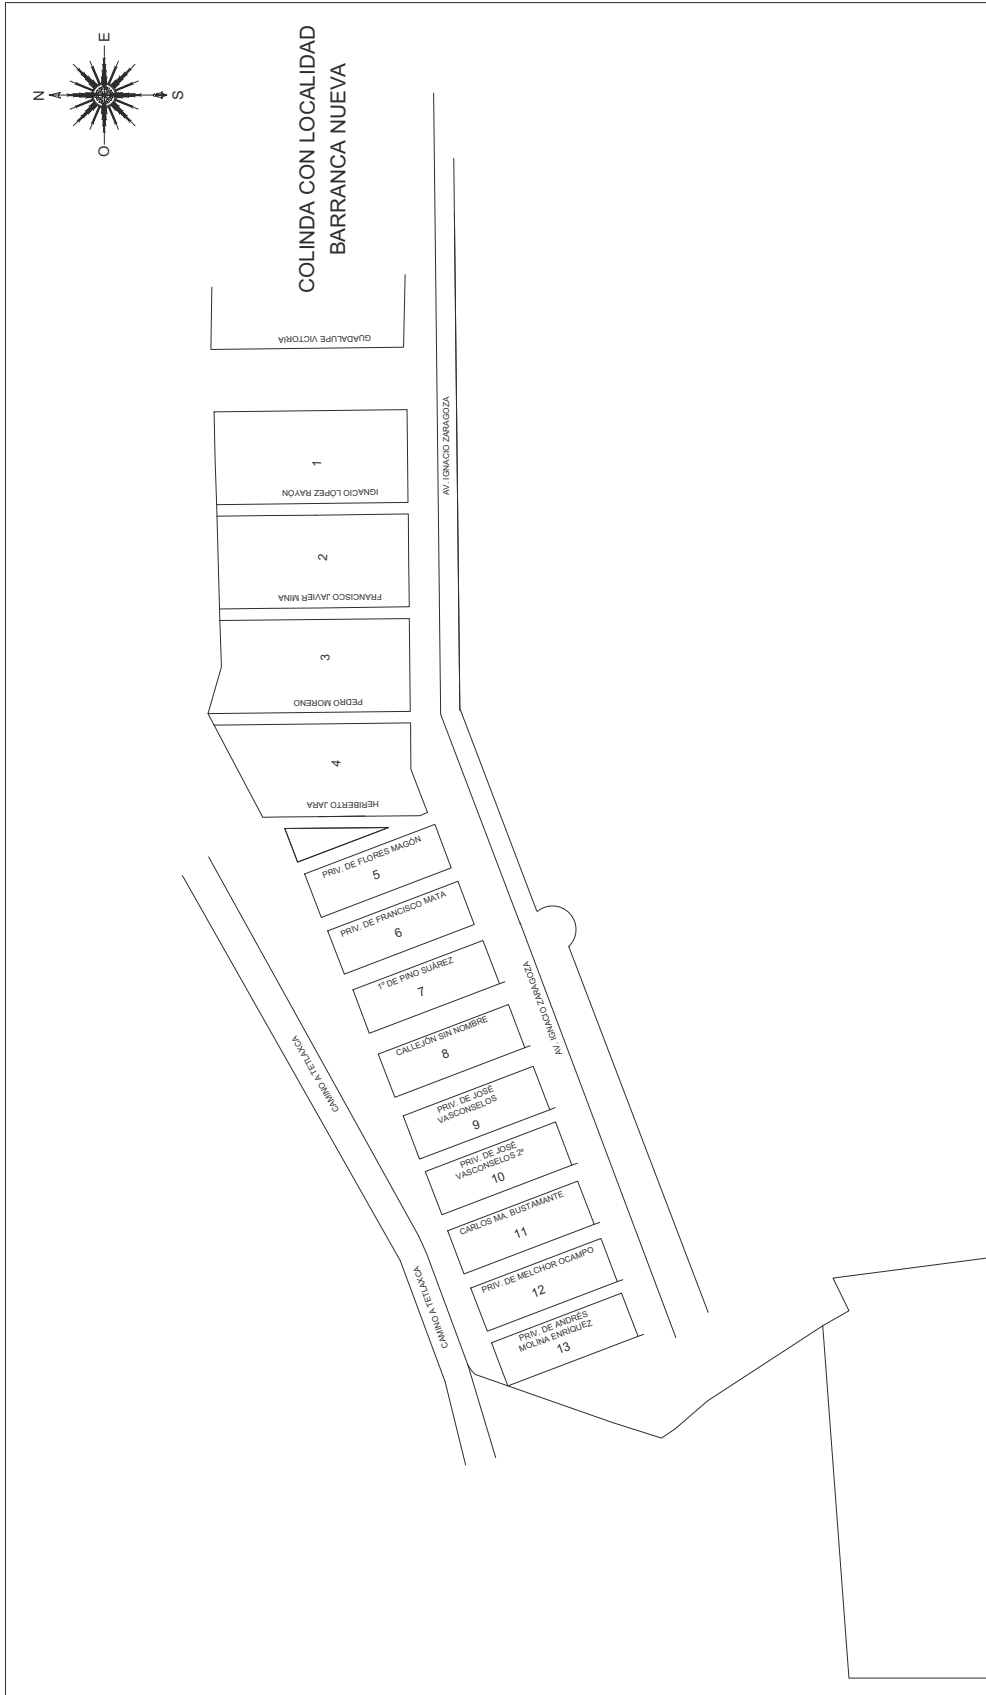 E
N
A
S
O
COLINDA CON LOCALIDAD
BARRANCA NUEVA
GUADALUPE VICTORIA
AV. IGNACIO ZARAGOZA
1
IGNACIO LÓPEZ RAYÓN
2
FRANCISCO JAVIER MINA
3
PEDRO MORENO
4
HERIBERTO JARA
PRIV. DE FLORES MAGÓN
5
PRIV. DE FRANCISCO MATA
6
1ª DE PINO SUÁREZ
7
AV. IGNACIO ZARAGOZA
CALLEJÓN SIN NOMBRE
8
CAMINO A TETLAXCA
PRIV. DE JOSÉ
VASCONSELOS
9
PRIV. DE JOSÉ
VASCONSELOS 2ª
10
CARLOS MA. BUSTAMANTE
11
PRIV. DE MELCHOR OCAMPO
12
CAMINO A TETLAXCA
PRIV. DE ANDRÉS
MOLINA ENRÍQUEZ
13